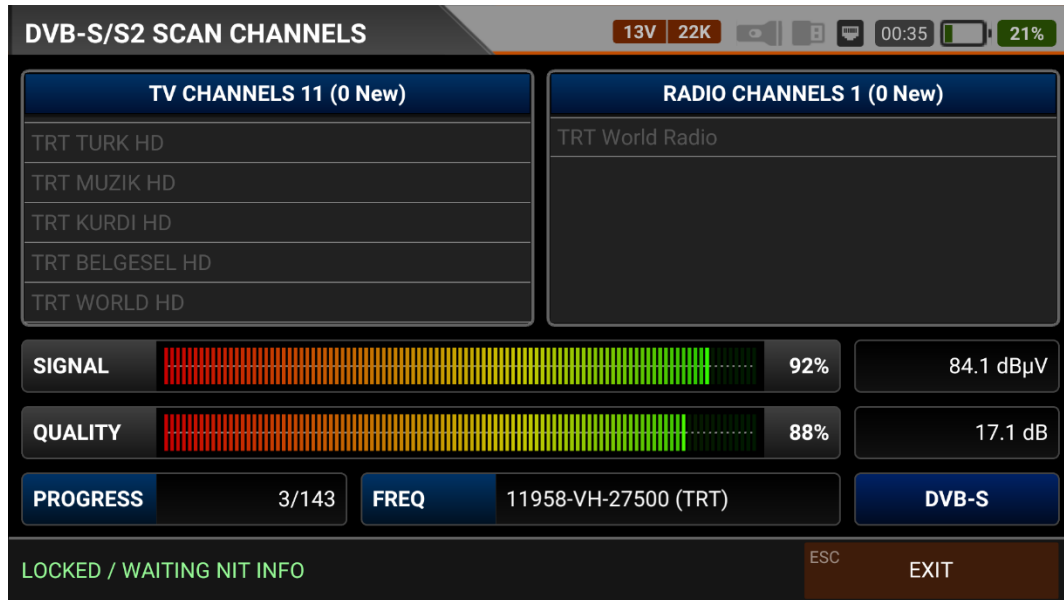 DVB-S/S2 SCAN CHANNELS
13V 22K 00:35 21%
TV CHANNELS 11 (0 New)
TRT TURK HD
TRT MUZIK HD
TRT KURDI HD
TRT BELGESEL HD
TRT WORLD HD
RADIO CHANNELS 1 (0 New)
TRT World Radio
SIGNAL 92% 84.1 dBµV
QUALITY 88% 17.1 dB
PROGRESS 3/143 FREQ 11958-VH-27500 (TRT) DVB-S
LOCKED / WAITING NIT INFO ESC EXIT